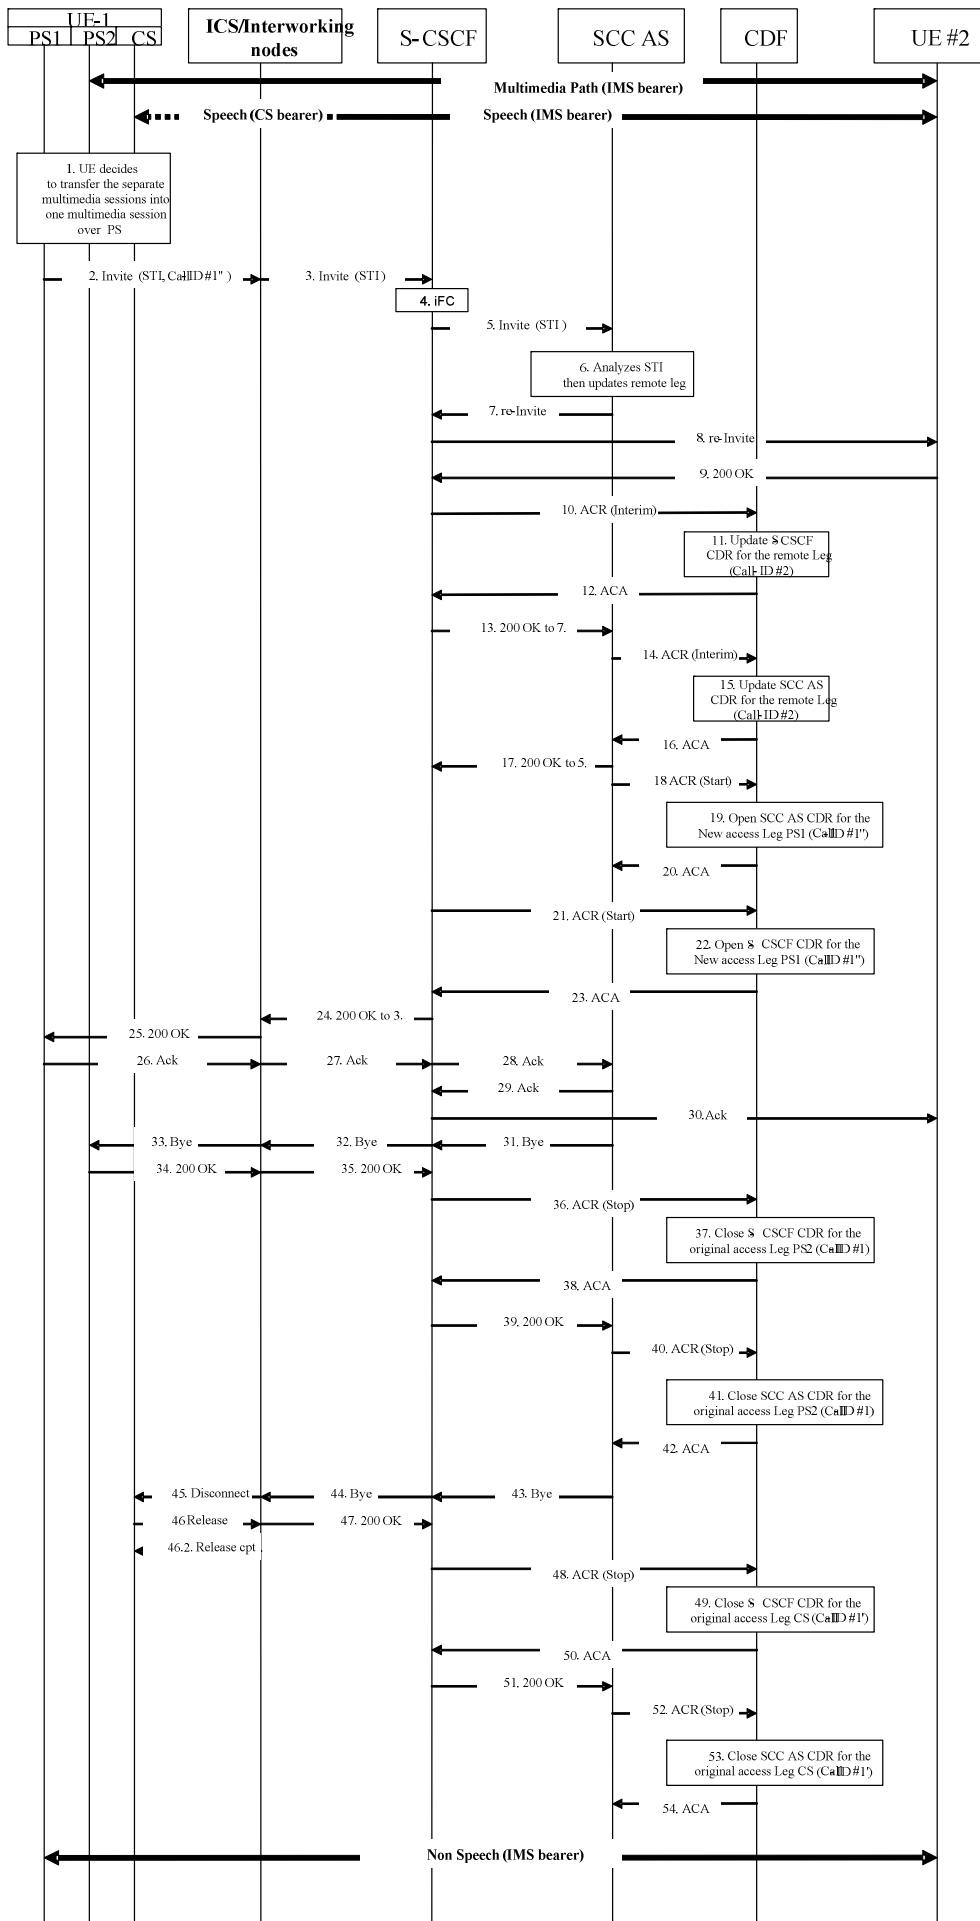 UE-1
PS1 PS2 CS
ICS/Interworking
nodes
S-CSCF
SCC AS
CDF
UE #2
Multimedia Path (IMS bearer)
Speech (CS bearer)
Speech (IMS bearer)
1. UE decides
to transfer the separate
multimedia sessions into
one multimedia session
over PS
2. Invite (STI, Call-ID #1'' )
3. Invite (STI)
4. iFC
5. Invite (STI )
6. Analyzes STI
then updates remote leg
7. re-Invite
8. re-Invite
9. 200 OK
10. ACR (Interim)
11. Update S-CSCF
CDR for the remote Leg
(Call-ID #2)
12. ACA
13. 200 OK to 7.
14. ACR (Interim)
15. Update SCC AS
CDR for the remote Leg
(Call-ID #2)
16. ACA
17. 200 OK to 5.
18 ACR (Start)
19. Open SCC AS CDR for the
New access Leg PS1 (Call-ID #1'')
20. ACA
21. ACR (Start)
22. Open S- CSCF CDR for the
New access Leg PS1 (Call-ID #1'')
23. ACA
24. 200 OK to 3.
25. 200 OK
26. Ack
27. Ack
28. Ack
29. Ack
30. Ack
33. Bye
32. Bye
31. Bye
34. 200 OK
35. 200 OK
36. ACR (Stop)
37. Close S- CSCF CDR for the
original access Leg PS2 (Call-ID #1)
38. ACA
39. 200 OK
40. ACR (Stop)
41. Close SCC AS CDR for the
original access Leg PS2 (Call-ID #1)
42. ACA
45. Disconnect
44. Bye
43. Bye
46 Release
47. 200 OK
46.2. Release cpt .
48. ACR (Stop)
49. Close S- CSCF CDR for the
original access Leg CS (Call-ID #1')
50. ACA
51. 200 OK
52. ACR (Stop)
53. Close SCC AS CDR for the
original access Leg CS (Call-ID #1')
54. ACA
Non Speech (IMS bearer)